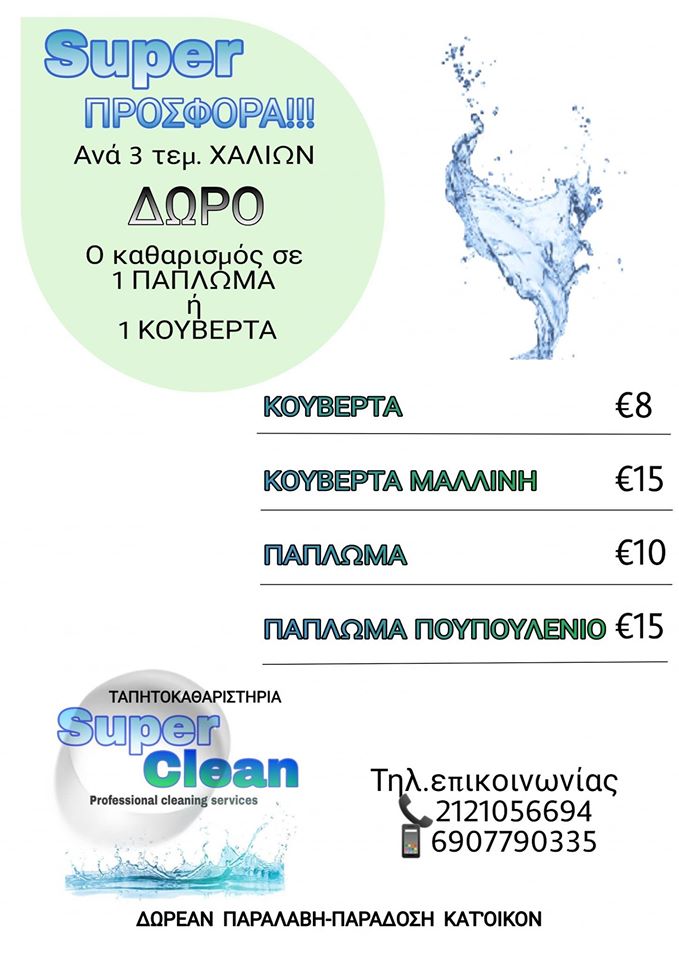 Super
ΠΡΟΣΦΟΡΑ!!!
Ανά 3 τεμ. ΧΑΛΙΩΝ
ΔΩΡΟ
Ο καθαρισμός σε
1 ΠΑΠΛΩΜΑ
ή
1 ΚΟΥΒΕΡΤΑ
ΚΟΥΒΕΡΤΑ €8
ΚΟΥΒΕΡΤΑ ΜΑΛΛΙΝΗ €15
ΠΑΠΛΩΜΑ €10
ΠΑΠΛΩΜΑ ΠΟΥΠΟΥΛΕΝΙΟ €15
ΤΑΠΗΤΟΚΑΘΑΡΙΣΤΗΡΙΑ
Super
Clean
Professional cleaning services
Τηλ.επικοινωνίας
2121056694
6907790335
ΔΩΡΕΑΝ ΠΑΡΑΛΑΒΗ-ΠΑΡΑΔΟΣΗ ΚΑΤ'ΟΙΚΟΝ